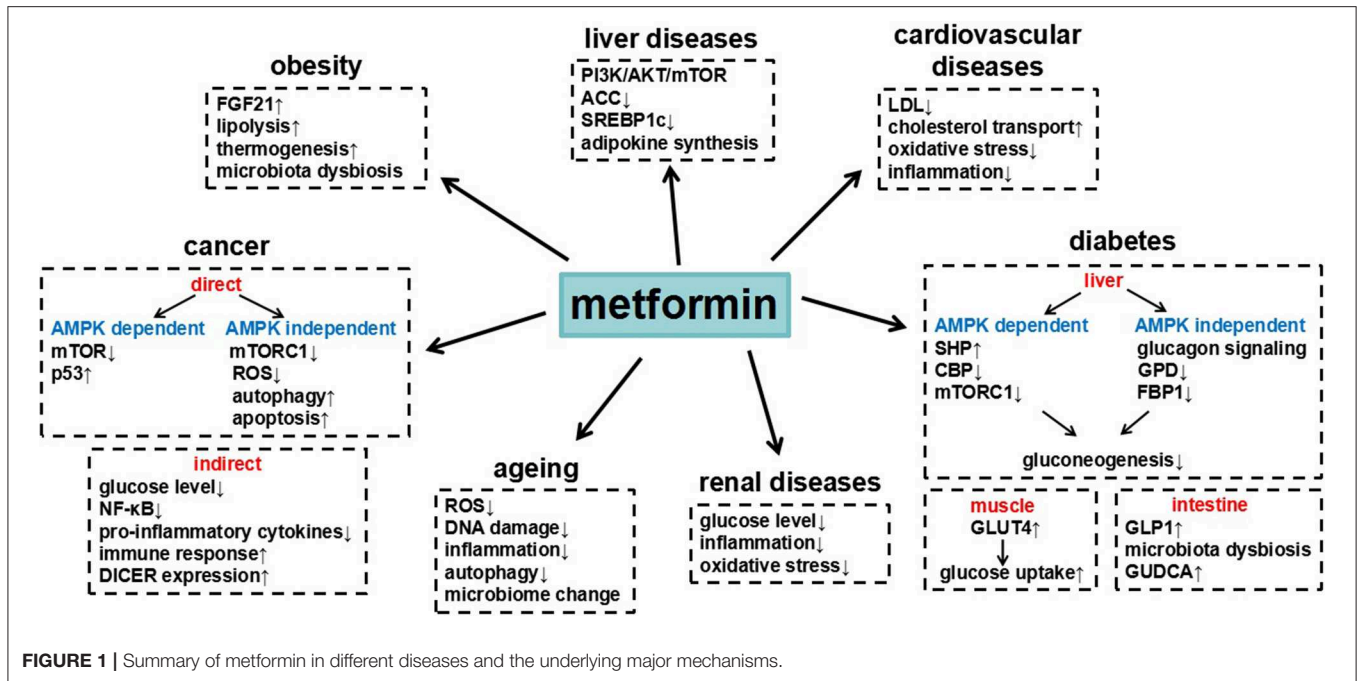 obesity
FGF21↑
lipolysis↑
thermogenesis↑
microbiota dysbiosis
liver diseases
PI3K/AKT/mTOR
ACC↓
SREBP1c↓
adipokine synthesis
cardiovascular
diseases
LDL↓
cholesterol transport↑
oxidative stress↓
inflammation↓
metformin
cancer
direct
AMPK dependent
mTOR↓
p53↑
AMPK independent
mTORC1↓
ROS↓
autophagy↑
apoptosis↑
indirect
glucose level↓
NF-κB↓
pro-inflammatory cytokines↓
immune response↑
DICER expression↑
ageing
ROS↓
DNA damage↓
inflammation↓
autophagy↓
microbiome change
renal diseases
glucose level↓
inflammation↓
oxidative stress↓
diabetes
liver
AMPK dependent
SHP↑
CBP↓
mTORC1↓
AMPK independent
glucagon signaling
GPD↓
FBP1↓
gluconeogenesis↓
muscle
GLUT4↑
glucose uptake↑
intestine
GLP1↑
microbiota dysbiosis
GUDCA↑
FIGURE 1 | Summary of metformin in different diseases and the underlying major mechanisms.